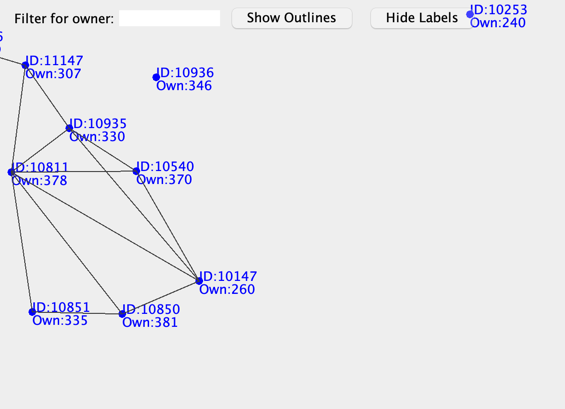 Filter for owner:
Show Outlines
Hide Labels
ID:10253
Own:240
6
ID:11147
Own:307
ID:10936
Own:346
ID:10935
Own:330
ID:10811
Own:378
ID:10540
Own:370
ID:10147
Own:260
ID:10851
Own:335
ID:10850
Own:381